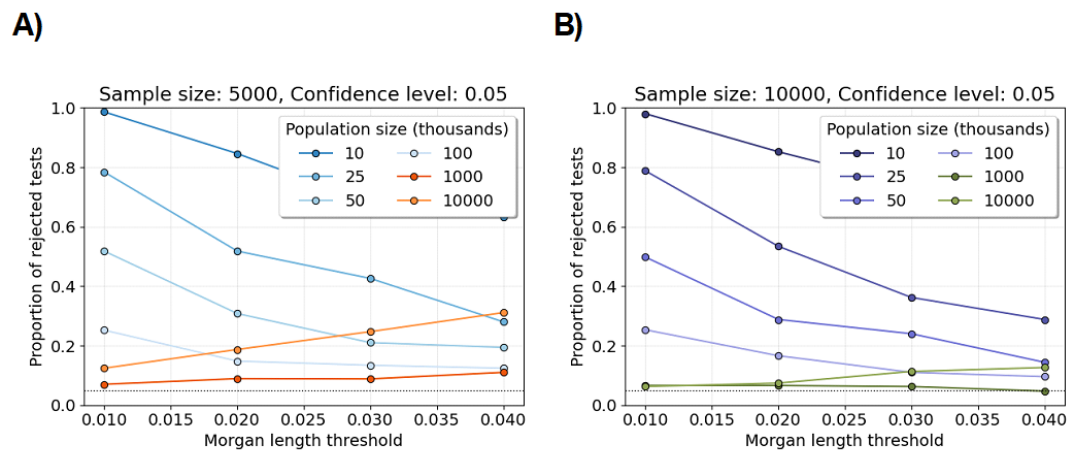 A)
B)
Sample size: 5000, Confidence level: 0.05
Proportion of rejected tests
1.0
0.8
0.6
0.4
0.2
0.0
Population size (thousands)
10 100
25 1000
50 10000
0.010 0.015 0.020 0.025 0.030 0.035 0.040
Morgan length threshold
Sample size: 10000, Confidence level: 0.05
Proportion of rejected tests
1.0
0.8
0.6
0.4
0.2
0.0
Population size (thousands)
10 100
25 1000
50 10000
0.010 0.015 0.020 0.025 0.030 0.035 0.040
Morgan length threshold